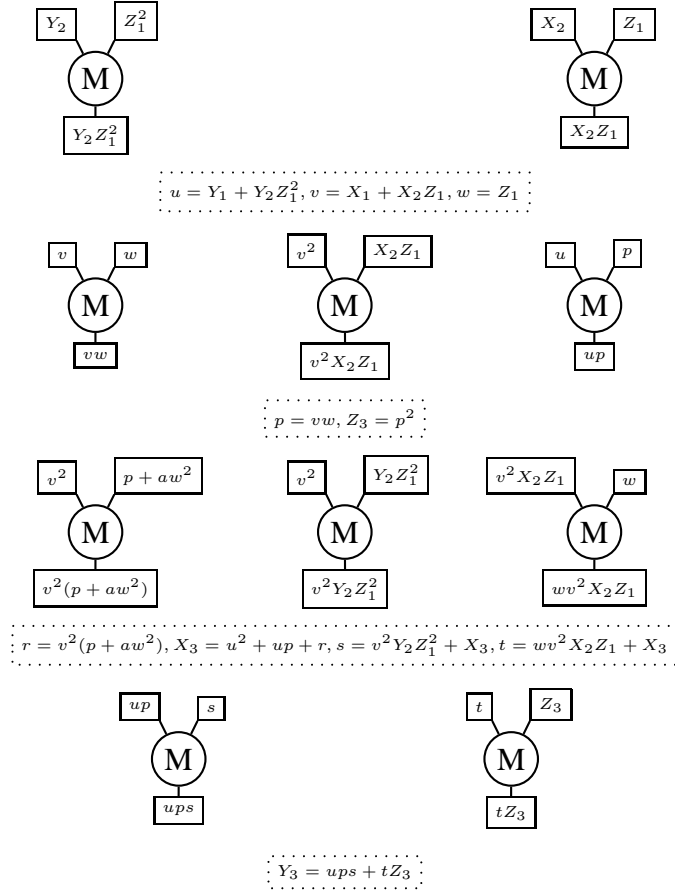 Y_2 Z_1^2 X_2 Z_1
M M
Y_2Z_1^2 X_2Z_1
u = Y_1 + Y_2Z_1^2, v = X_1 + X_2Z_1, w = Z_1
v w v^2 X_2Z_1 u p
M M M
vw v^2X_2Z_1 up
p = vw, Z_3 = p^2
v^2 p + aw^2 v^2 Y_2Z_1^2 v^2X_2Z_1 w
M M M
v^2(p + aw^2) v^2Y_2Z_1^2 wv^2X_2Z_1
r = v^2(p + aw^2), X_3 = u^2 + up + r, s = v^2Y_2Z_1^2 + X_3, t = wv^2X_2Z_1 + X_3
up s t Z_3
M M
ups tZ_3
Y_3 = ups + tZ_3